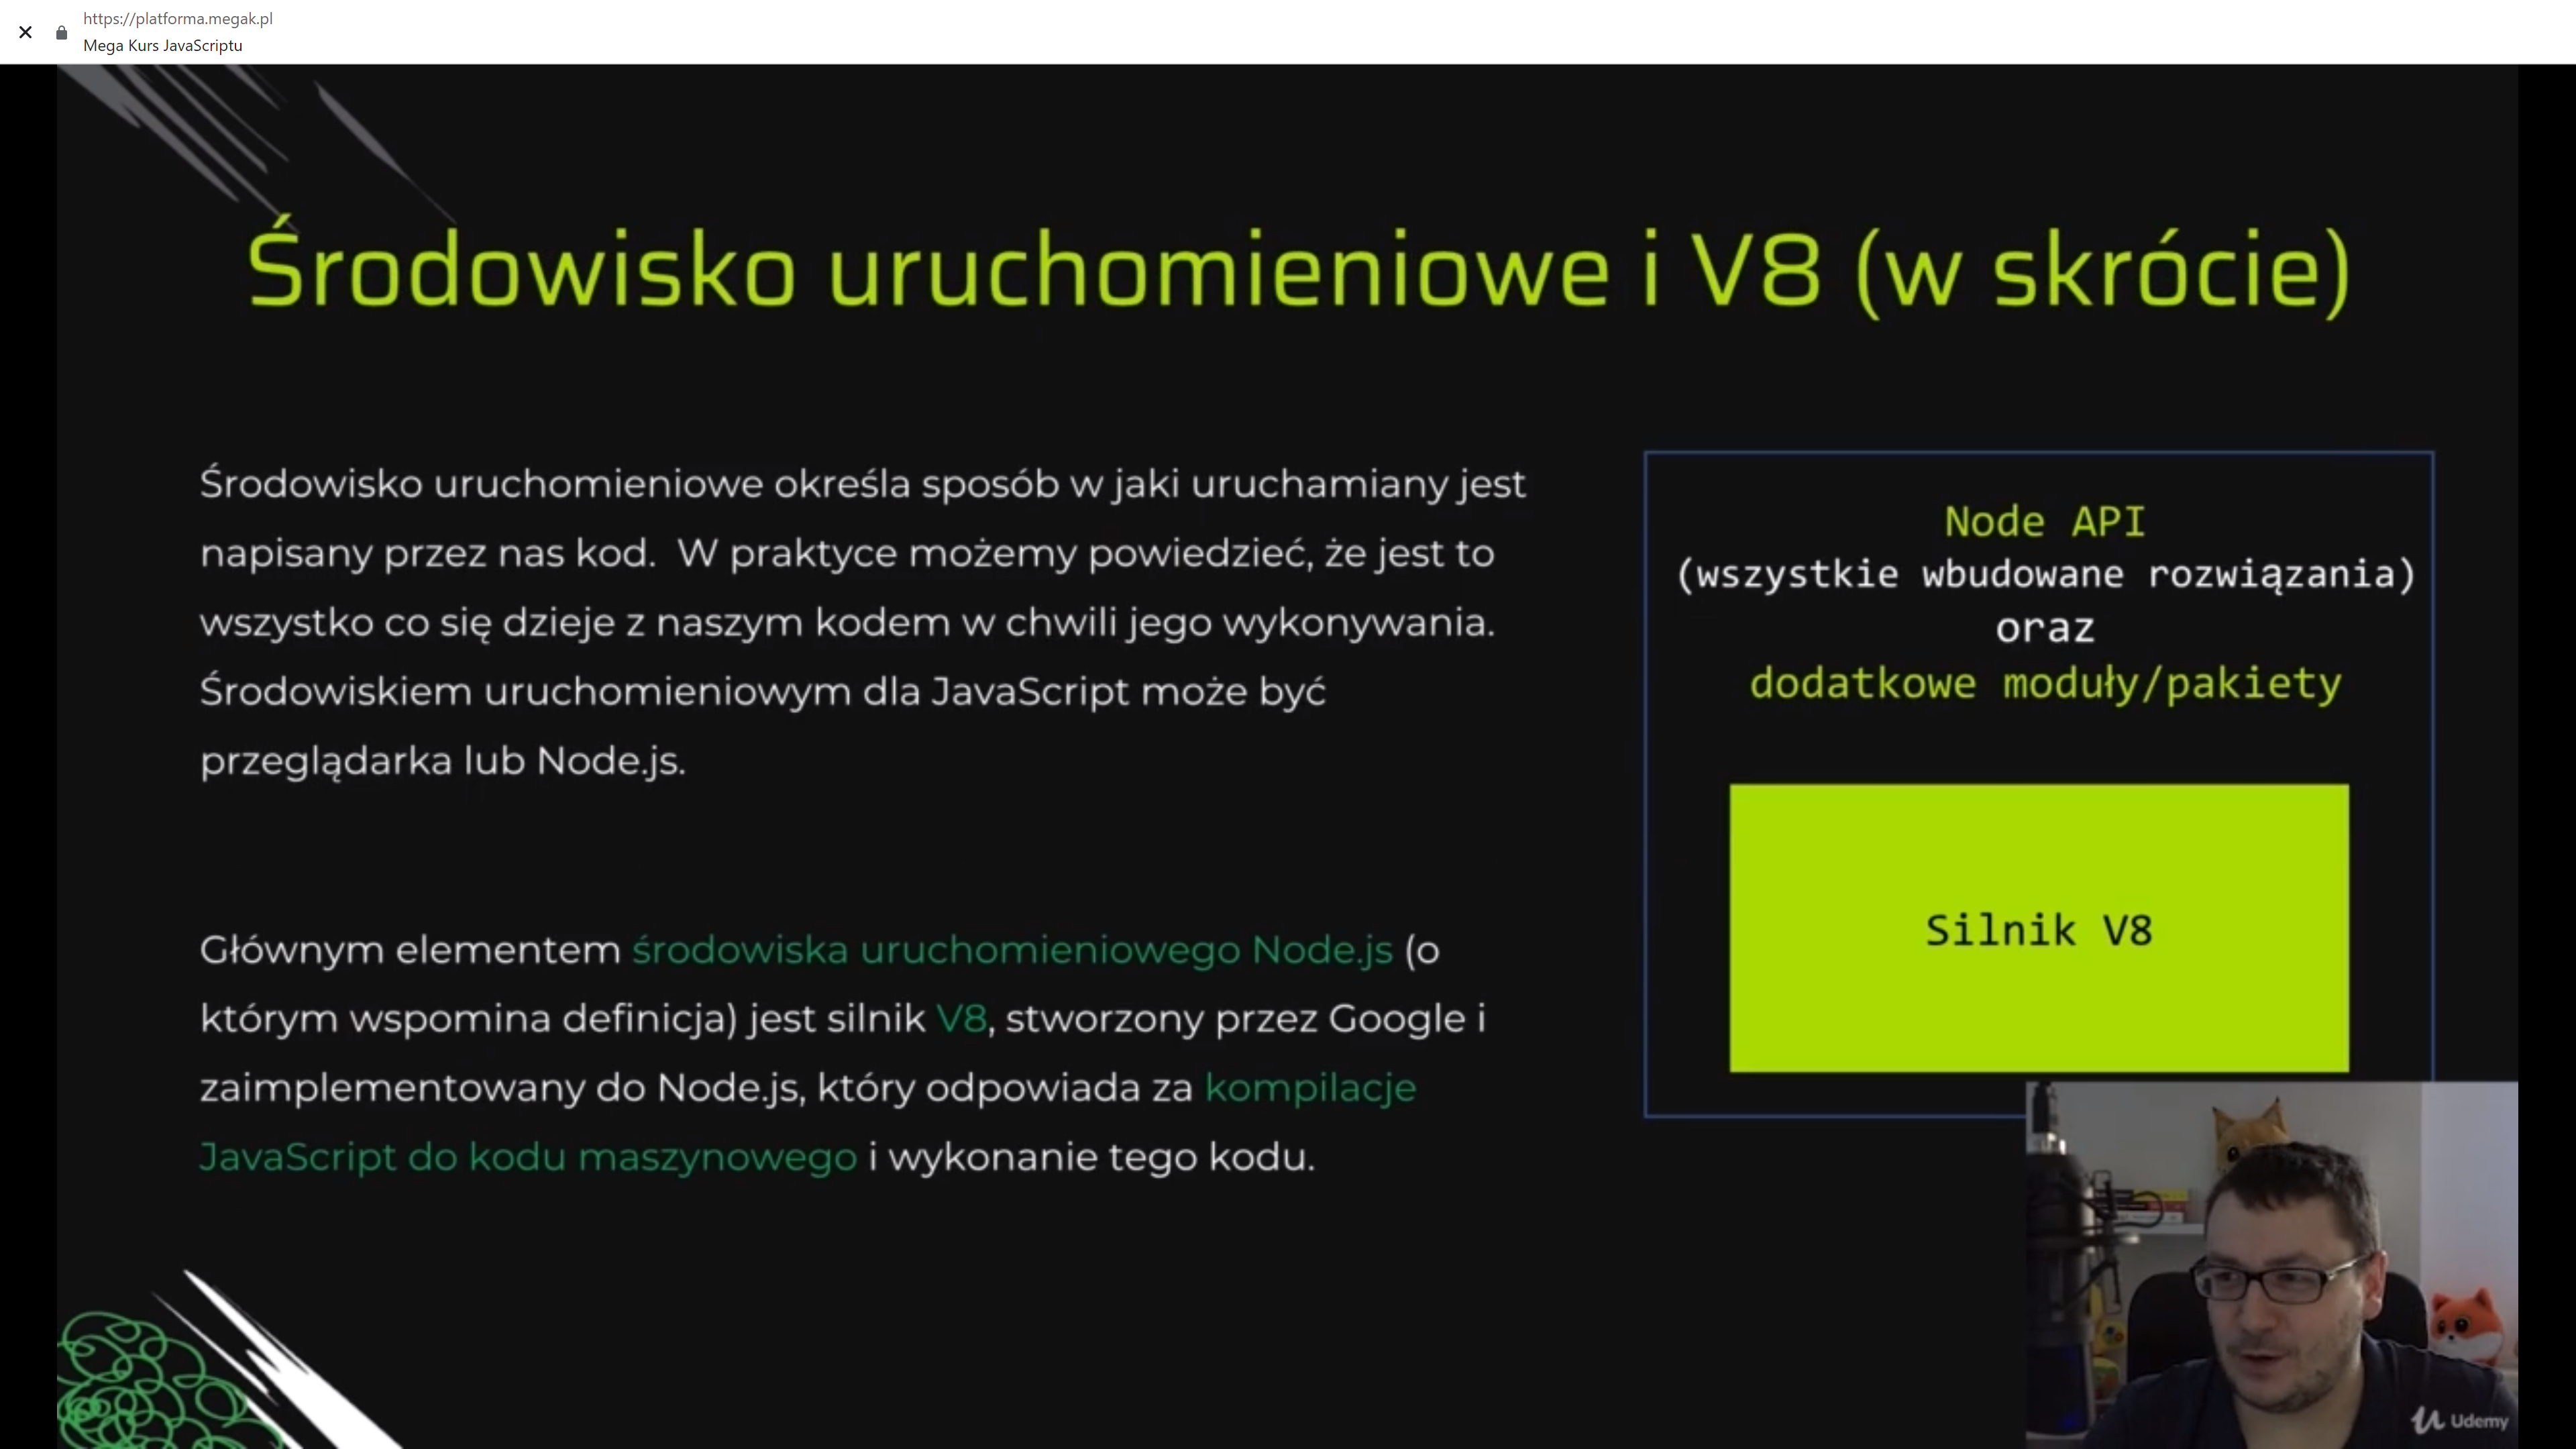 https://platforma.megak.pl
Mega Kurs JavaScriptu
Środowisko uruchomieniowe i V8 (w skrócie)
Środowisko uruchomieniowe określa sposób w jaki uruchamiany jest
napisany przez nas kod.  W praktyce możemy powiedzieć, że jest to
wszystko co się dzieje z naszym kodem w chwili jego wykonywania.
Środowiskiem uruchomieniowym dla JavaScript może być
przeglądarka lub Node.js.
Głównym elementem środowiska uruchomieniowego Node.js (o
którym wspomina definicja) jest silnik V8, stworzony przez Google i
zaimplementowany do Node.js, który odpowiada za kompilacje
JavaScript do kodu maszynowego i wykonanie tego kodu.
Node API
(wszystkie wbudowane rozwiązania)
oraz
dodatkowe moduły/pakiety
Silnik V8
Udemy